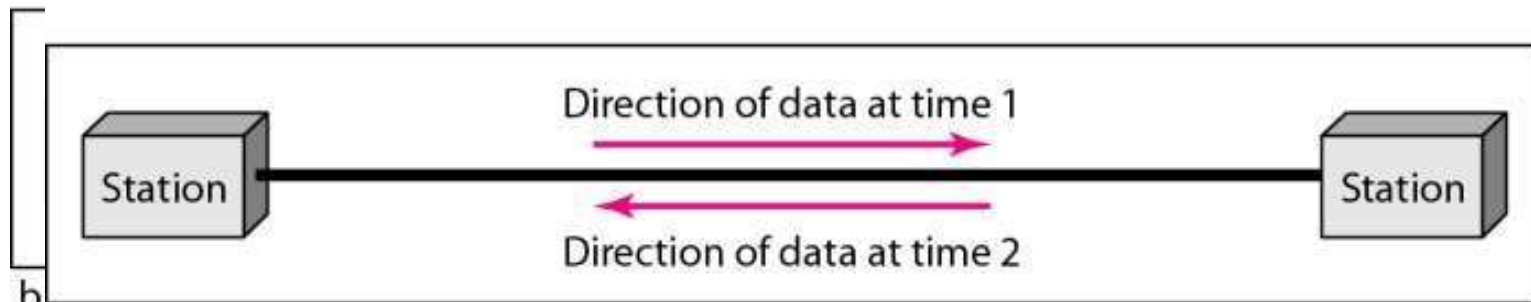 Direction of data at time 1
Station
Station
Direction of data at time 2
b